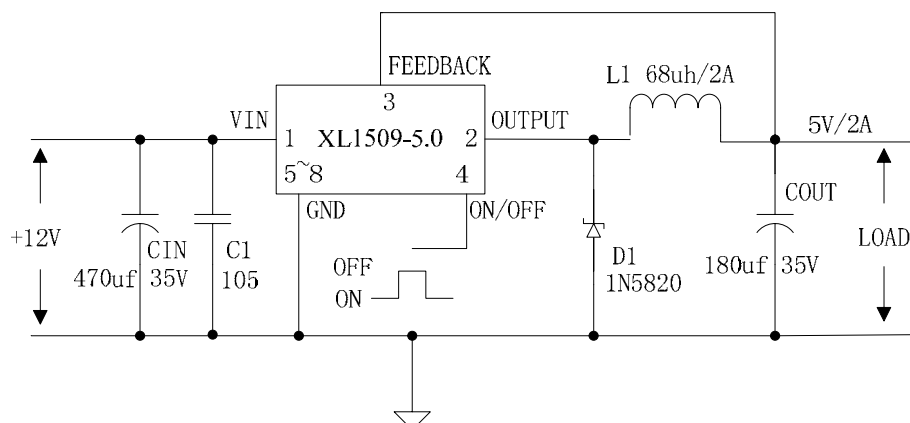 FEEDBACK
3
L1 68uh/2A
VIN
1
XL1509-5.0
2
OUTPUT
5V/2A
5~8
4
GND
ON/OFF
COUT
+12V
CIN
C1
OFF
D1
LOAD
470uf 35V
105
ON
1N5820
180uf 35V